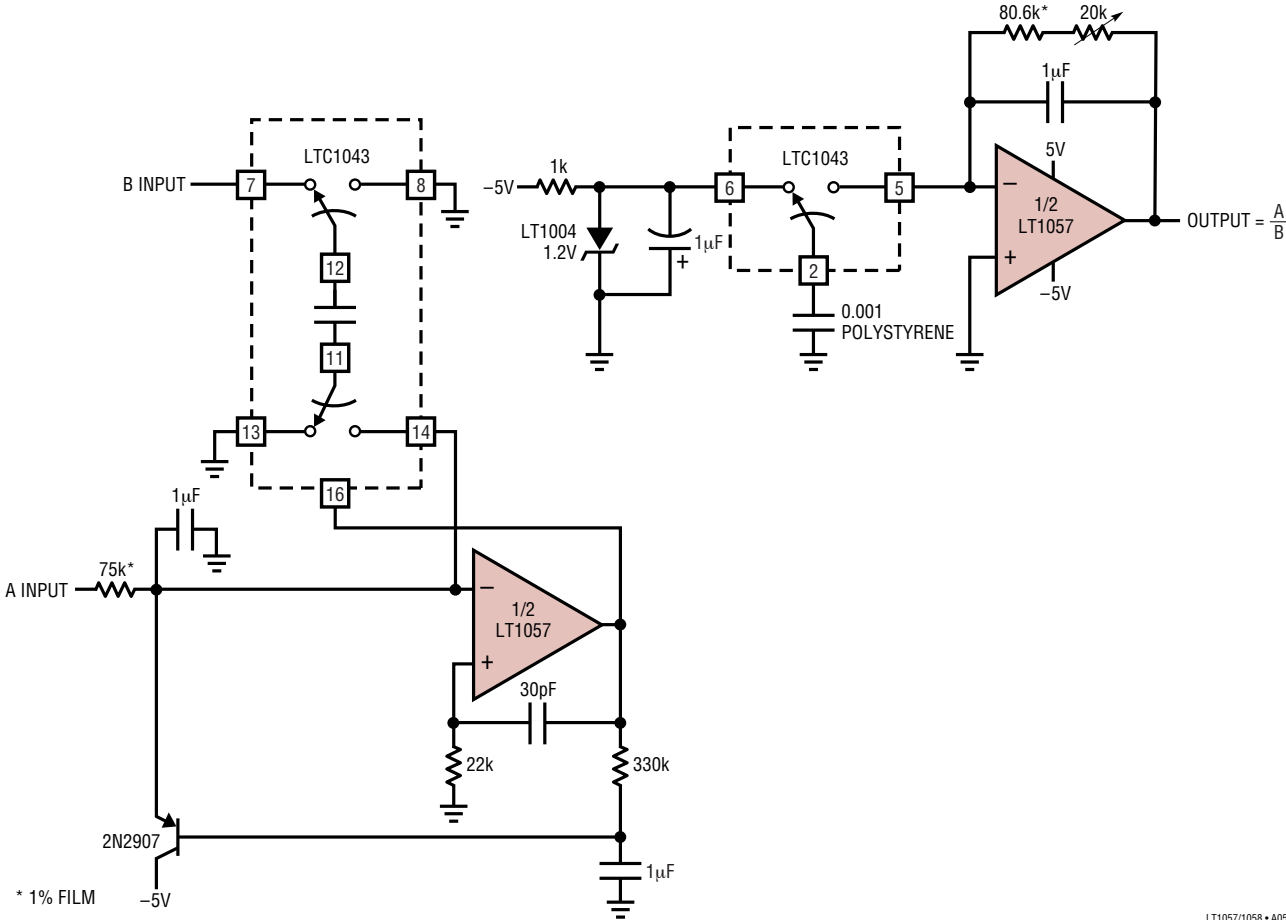 80.6k*
20k
1µF
5V
–
1/2
LT1057
+
–5V
OUTPUT = A
B
LTC1043
B INPUT
7
8
12
11
13
14
16
–5V
1k
LT1004
1.2V
1µF
+
LTC1043
6
5
2
0.001
POLYSTYRENE
1µF
75k*
A INPUT
–
1/2
LT1057
+
30pF
22k
330k
2N2907
–5V
1µF
* 1% FILM
LT1057/1058 • A05